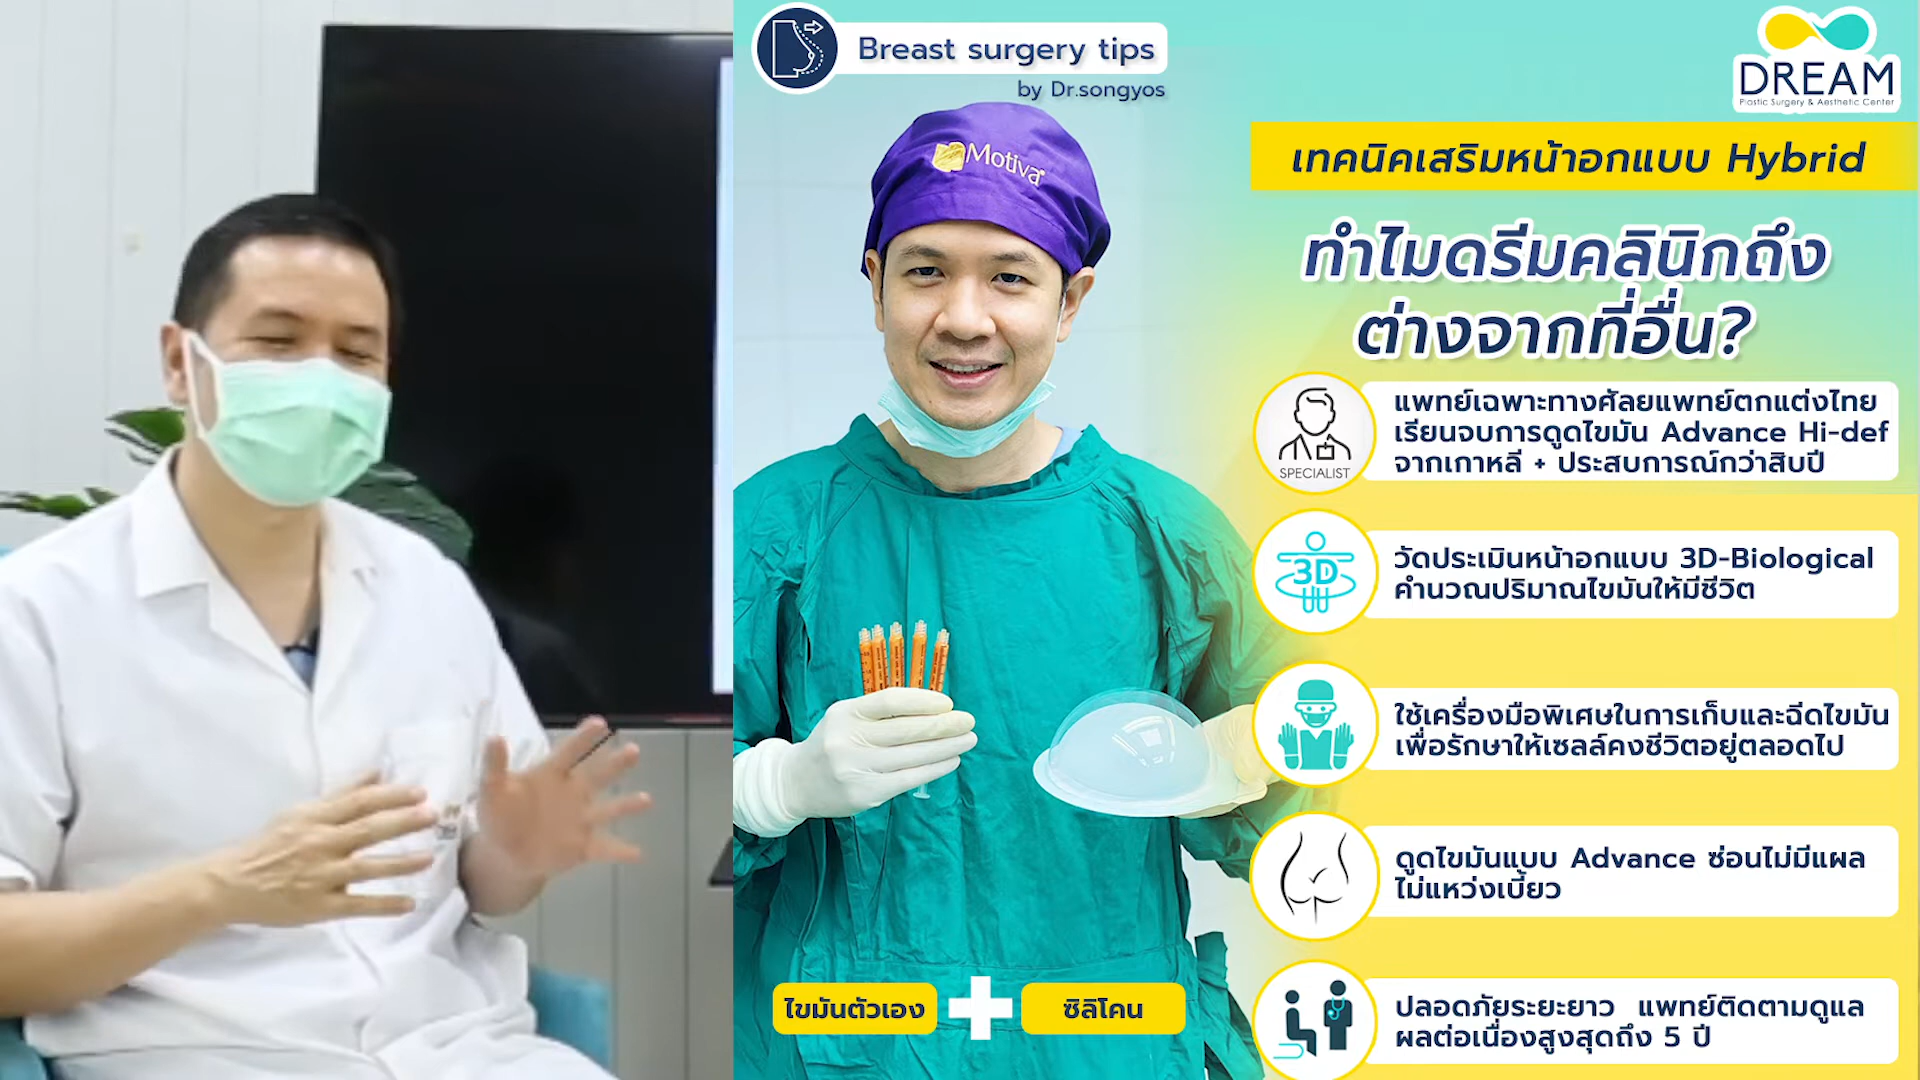 Breast surgery tips
by Dr.songyos
DREAM
Plastic Surgery & Aesthetic Center
Motiva
เทคนิคเสริมหน้าอกแบบ Hybrid
ทำไมดรีมคลินิกถึง
ต่างจากที่อื่น?
SPECIALIST
แพทย์เฉพาะทางศัลยแพทย์ตกแต่งไทย
เรียนจบการดูดไขมัน Advance Hi-def
จากเกาหลี + ประสบการณ์กว่าสิบปี
3D
วัดประเมินหน้าอกแบบ 3D-Biological
คำนวณปริมาณไขมันให้มีชีวิต
ใช้เครื่องมือพิเศษในการเก็บและฉีดไขมัน
เพื่อรักษาให้เซลล์คงชีวิตอยู่ตลอดไป
ดูดไขมันแบบ Advance ซ่อนไม่มีแผล
ไม่แหว่งเบี้ยว
ปลอดภัยระยะยาว แพทย์ติดตามดูแล
ผลต่อเนื่องสูงสุดถึง 5 ปี
ไขมันตัวเอง
ซิลิโคน